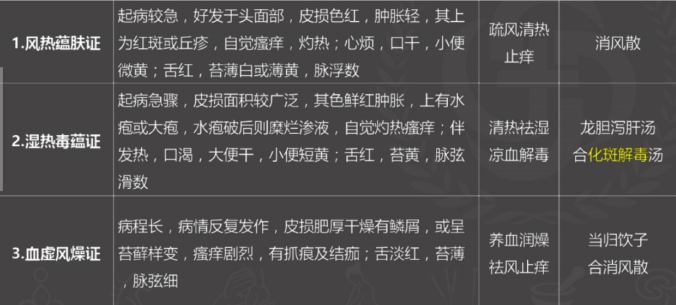 1.风热蕴肤证
起病较急，好发于头面部，皮损色红，肿胀轻，其上
为红斑或丘疹，自觉瘙痒，灼热；心烦，口干，小便
微黄；舌红，苔薄白或薄黄，脉浮数
疏风清热
止痒
消风散
2.湿热毒蕴证
起病急骤，皮损面积较广泛，其色鲜红肿胀，上有水
疱或大疱，水疱破后则糜烂渗液，自觉灼热瘙痒；伴
发热，口渴，大便干，小便短黄；舌红，苔黄，脉弦
滑数
清热祛湿
凉血解毒
龙胆泻肝汤
合化斑解毒汤
3.血虚风燥证
病程长，病情反复发作，皮损肥厚干燥有鳞屑，或呈
苔藓样变，瘙痒剧烈，有抓痕及结痂；舌淡红，苔薄
，脉弦细
养血润燥
祛风止痒
当归饮子
合消风散